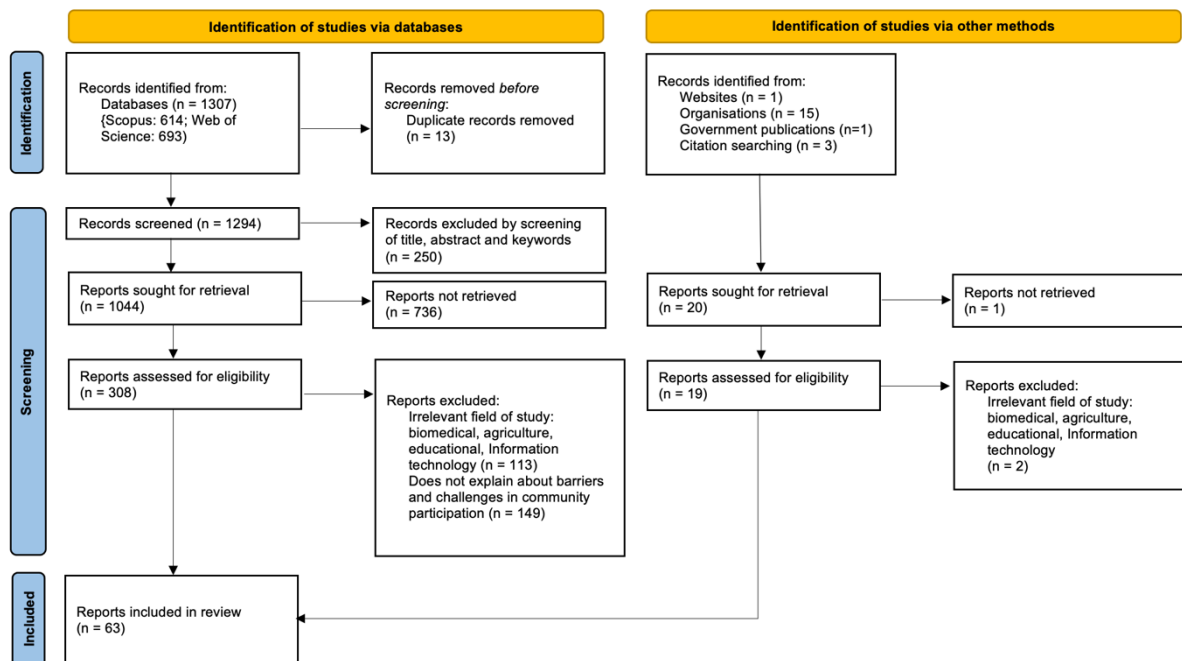 Identification of studies via databases
Identification of studies via other methods
Identification
Records identified from:
Databases (n = 1307)
{Scopus: 614; Web of
Science: 693)
Records removed before
screening:
Duplicate records removed
(n = 13)
Records identified from:
Websites (n = 1)
Organisations (n = 15)
Government publications (n=1)
Citation searching (n = 3)
Screening
Records screened (n = 1294)
Records excluded by screening
of title, abstract and keywords
(n = 250)
Reports sought for retrieval
(n = 1044)
Reports not retrieved
(n = 736)
Reports sought for retrieval
(n = 20)
Reports not retrieved
(n = 1)
Reports assessed for eligibility
(n = 308)
Reports excluded:
Irrelevant field of study:
biomedical, agriculture,
educational, Information
technology (n = 113)
Does not explain about barriers
and challenges in community
participation (n = 149)
Reports assessed for eligibility
(n = 19)
Reports excluded:
Irrelevant field of study:
biomedical, agriculture,
educational, Information
technology
(n = 2)
Included
Reports included in review
(n = 63)